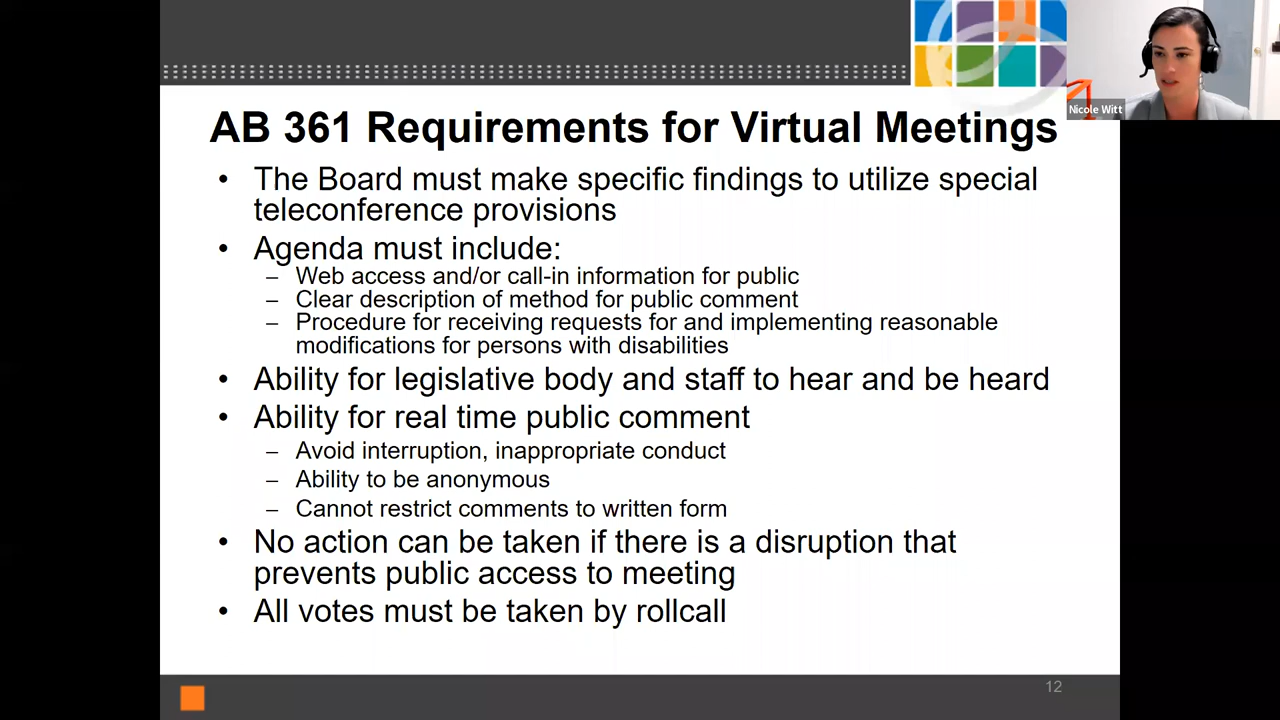 AB 361 Requirements for Virtual Meetings
• The Board must make specific findings to utilize special
teleconference provisions
• Agenda must include:
– Web access and/or call-in information for public
– Clear description of method for public comment
– Procedure for receiving requests for and implementing reasonable
modifications for persons with disabilities
• Ability for legislative body and staff to hear and be heard
• Ability for real time public comment
– Avoid interruption, inappropriate conduct
– Ability to be anonymous
– Cannot restrict comments to written form
• No action can be taken if there is a disruption that
prevents public access to meeting
• All votes must be taken by rollcall
12
Nicole Witt